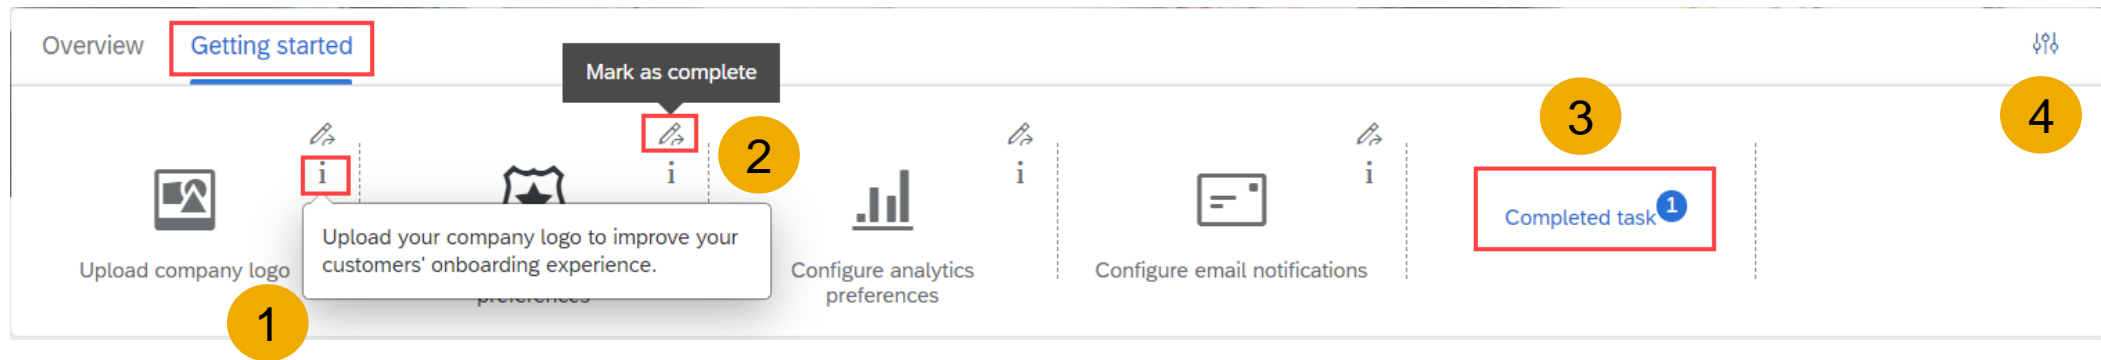 Overview
Getting started
Mark as complete
3
4
2
i
i
i
i
1
Completed task
Upload your company logo to improve your
customers' onboarding experience.
Upload company logo
preferences
Configure analytics
preferences
Configure email notifications
1